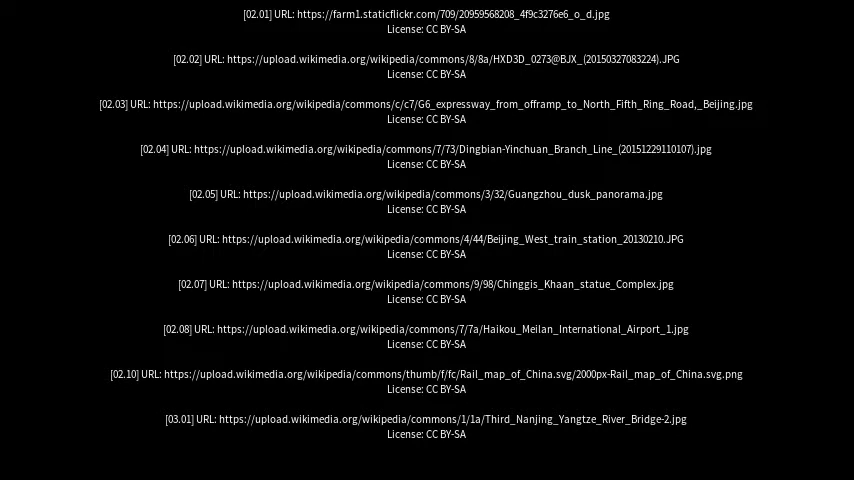 [02.01] URL: https://farm1.staticflickr.com/709/20959568208_4f9c3276e6_o_d.jpg
License: CC BY-SA
[02.02] URL: https://upload.wikimedia.org/wikipedia/commons/8/8a/HXD3D_0273@BJX_(20150327083224).JPG
License: CC BY-SA
[02.03] URL: https://upload.wikimedia.org/wikipedia/commons/c/c7/G6_expressway_from_offramp_to_North_Fifth_Ring_Road,_Beijing.jpg
License: CC BY-SA
[02.04] URL: https://upload.wikimedia.org/wikipedia/commons/7/73/Dingbian-Yinchuan_Branch_Line_(20151229110107).jpg
License: CC BY-SA
[02.05] URL: https://upload.wikimedia.org/wikipedia/commons/3/32/Guangzhou_dusk_panorama.jpg
License: CC BY-SA
[02.06] URL: https://upload.wikimedia.org/wikipedia/commons/4/44/Beijing_West_train_station_20130210.JPG
License: CC BY-SA
[02.07] URL: https://upload.wikimedia.org/wikipedia/commons/9/98/Chinggis_Khaan_statue_Complex.jpg
License: CC BY-SA
[02.08] URL: https://upload.wikimedia.org/wikipedia/commons/7/7a/Haikou_Meilan_International_Airport_1.jpg
License: CC BY-SA
[02.10] URL: https://upload.wikimedia.org/wikipedia/commons/thumb/f/fc/Rail_map_of_China.svg/2000px-Rail_map_of_China.svg.png
License: CC BY-SA
[03.01] URL: https://upload.wikimedia.org/wikipedia/commons/1/1a/Third_Nanjing_Yangtze_River_Bridge-2.jpg
License: CC BY-SA